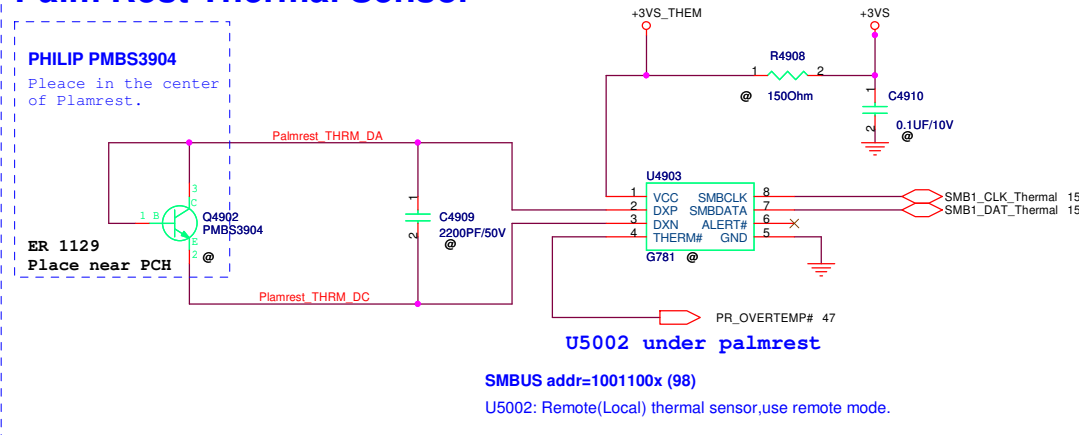 Palm Rest Thermal Sensor
+3VS_THEM
+3VS
PHILIP PMBS3904
Pleace in the center
of Plamrest.
R4908
1
2
@
150Ohm
1
C4910
0.1UF/10V
2
@
Palmrest_THRM_DA
3
C
1
B
Q4902
PMBS3904
E
2
@
ER 1129
Place near PCH
1
C4909
2200PF/50V
2
@
Plamrest_THRM_DC
U4903
1 VCC SMBCLK 8
2 DXP SMBDATA 7
3 DXN ALERT# 6
4 THERM# GND 5
G781 @
SMB1_CLK_Thermal 15
SMB1_DAT_Thermal 15
PR_OVERTEMP# 47
U5002 under palmrest
SMBUS addr=1001100x (98)
U5002: Remote(Local) thermal sensor,use remote mode.